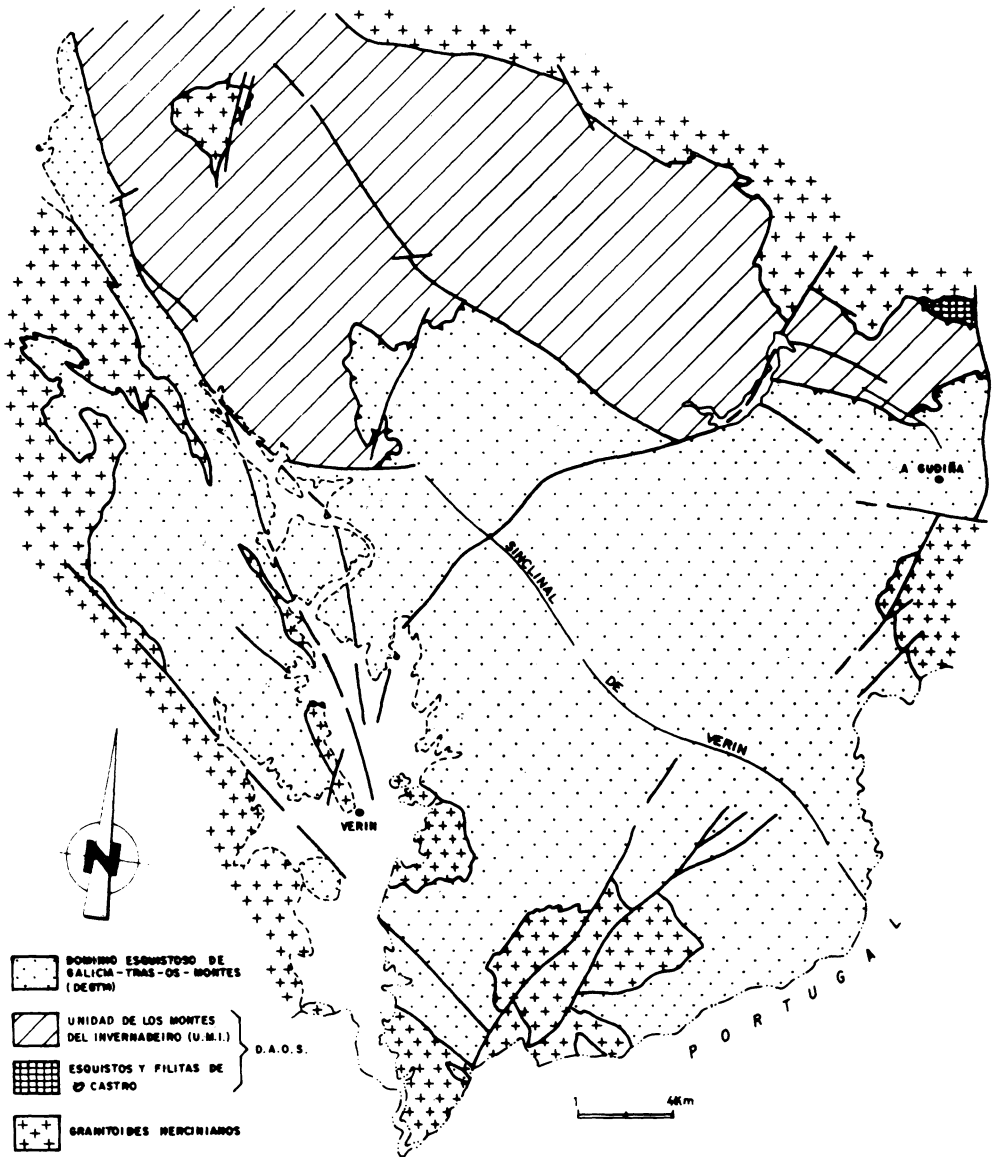 A GUDIÑA
SINCLINAL
DE
VERIN
VERIN
N
PORTUGAL
DOMINIO ESQUISTOSO DE
GALICIA-TRAS-OS-MONTES
(DEGTM)
UNIDAD DE LOS MONTES
DEL INVERNADEIRO (U.M.I.)
D.A.O.S.
ESQUISTOS Y FILITAS DE
CASTRO
GRANITOIDES HERCINIANOS
1 4Km